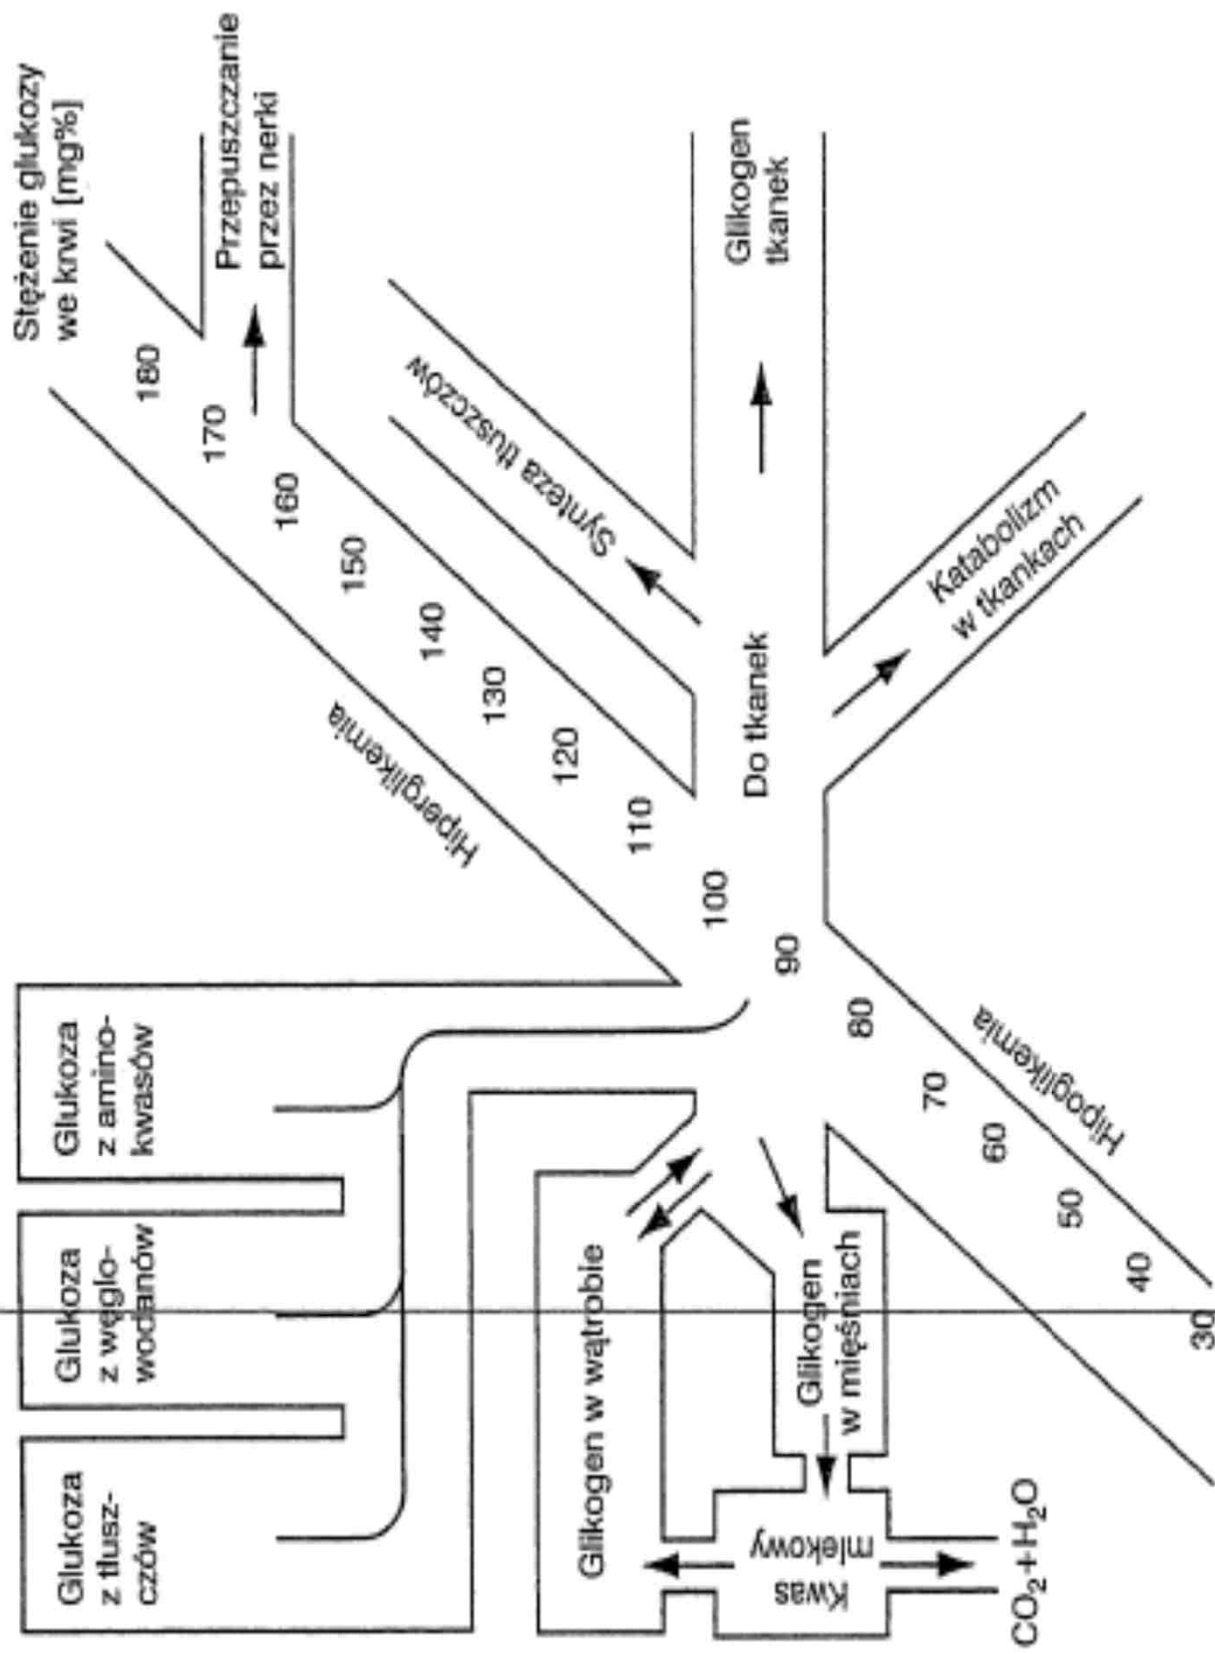 Stężenie glukozy
we krwi [mg%]
180
170
160
150
140
130
120
110
100
90
80
70
60
50
40
30
Przepuszczanie
przez nerki
Hiperglikemia
Synteza tłuszczów
Glikogen
tkanek
Do tkanek
Katabolizm
w tkankach
Hipoglikemia
Glukoza
z amino-
kwasów
Glukoza
z węglo-
wodanów
Glukoza
z tłusz-
czów
Glikogen w wątrobie
Glikogen
w mięśniach
Kwas
mlekowy
CO₂+H₂O